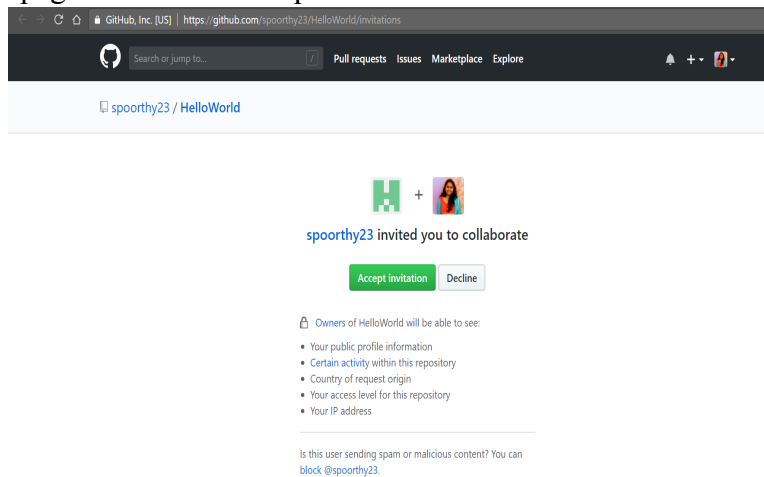 GitHub, Inc. [US] | https://github.com/spoorthy23/HelloWorld/invitations
Search or jump to... / Pull requests Issues Marketplace Explore
spoorthy23 / HelloWorld
+
spoorthy23 invited you to collaborate
Accept invitation Decline
Owners of HelloWorld will be able to see:
• Your public profile information
• Certain activity within this repository
• Country of request origin
• Your access level for this repository
• Your IP address
Is this user sending spam or malicious content? You can
block @spoorthy23.